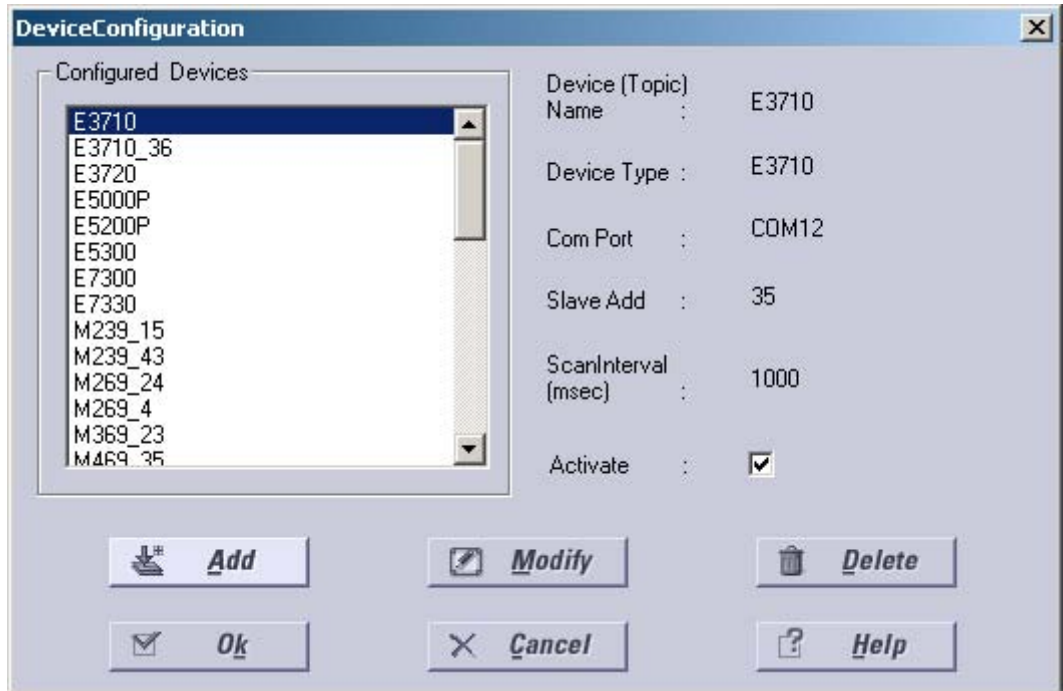 DeviceConfiguration
Configured Devices
E3710
E3710_36
E3720
E5000P
E5200P
E5300
E7300
E7330
M239_15
M239_43
M269_24
M269_4
M369_23
M469_35
Device (Topic)
Name : E3710
Device Type : E3710
Com Port : COM12
Slave Add : 35
ScanInterval
(msec) : 1000
Activate :
Add
Modify
Delete
Ok
Cancel
Help